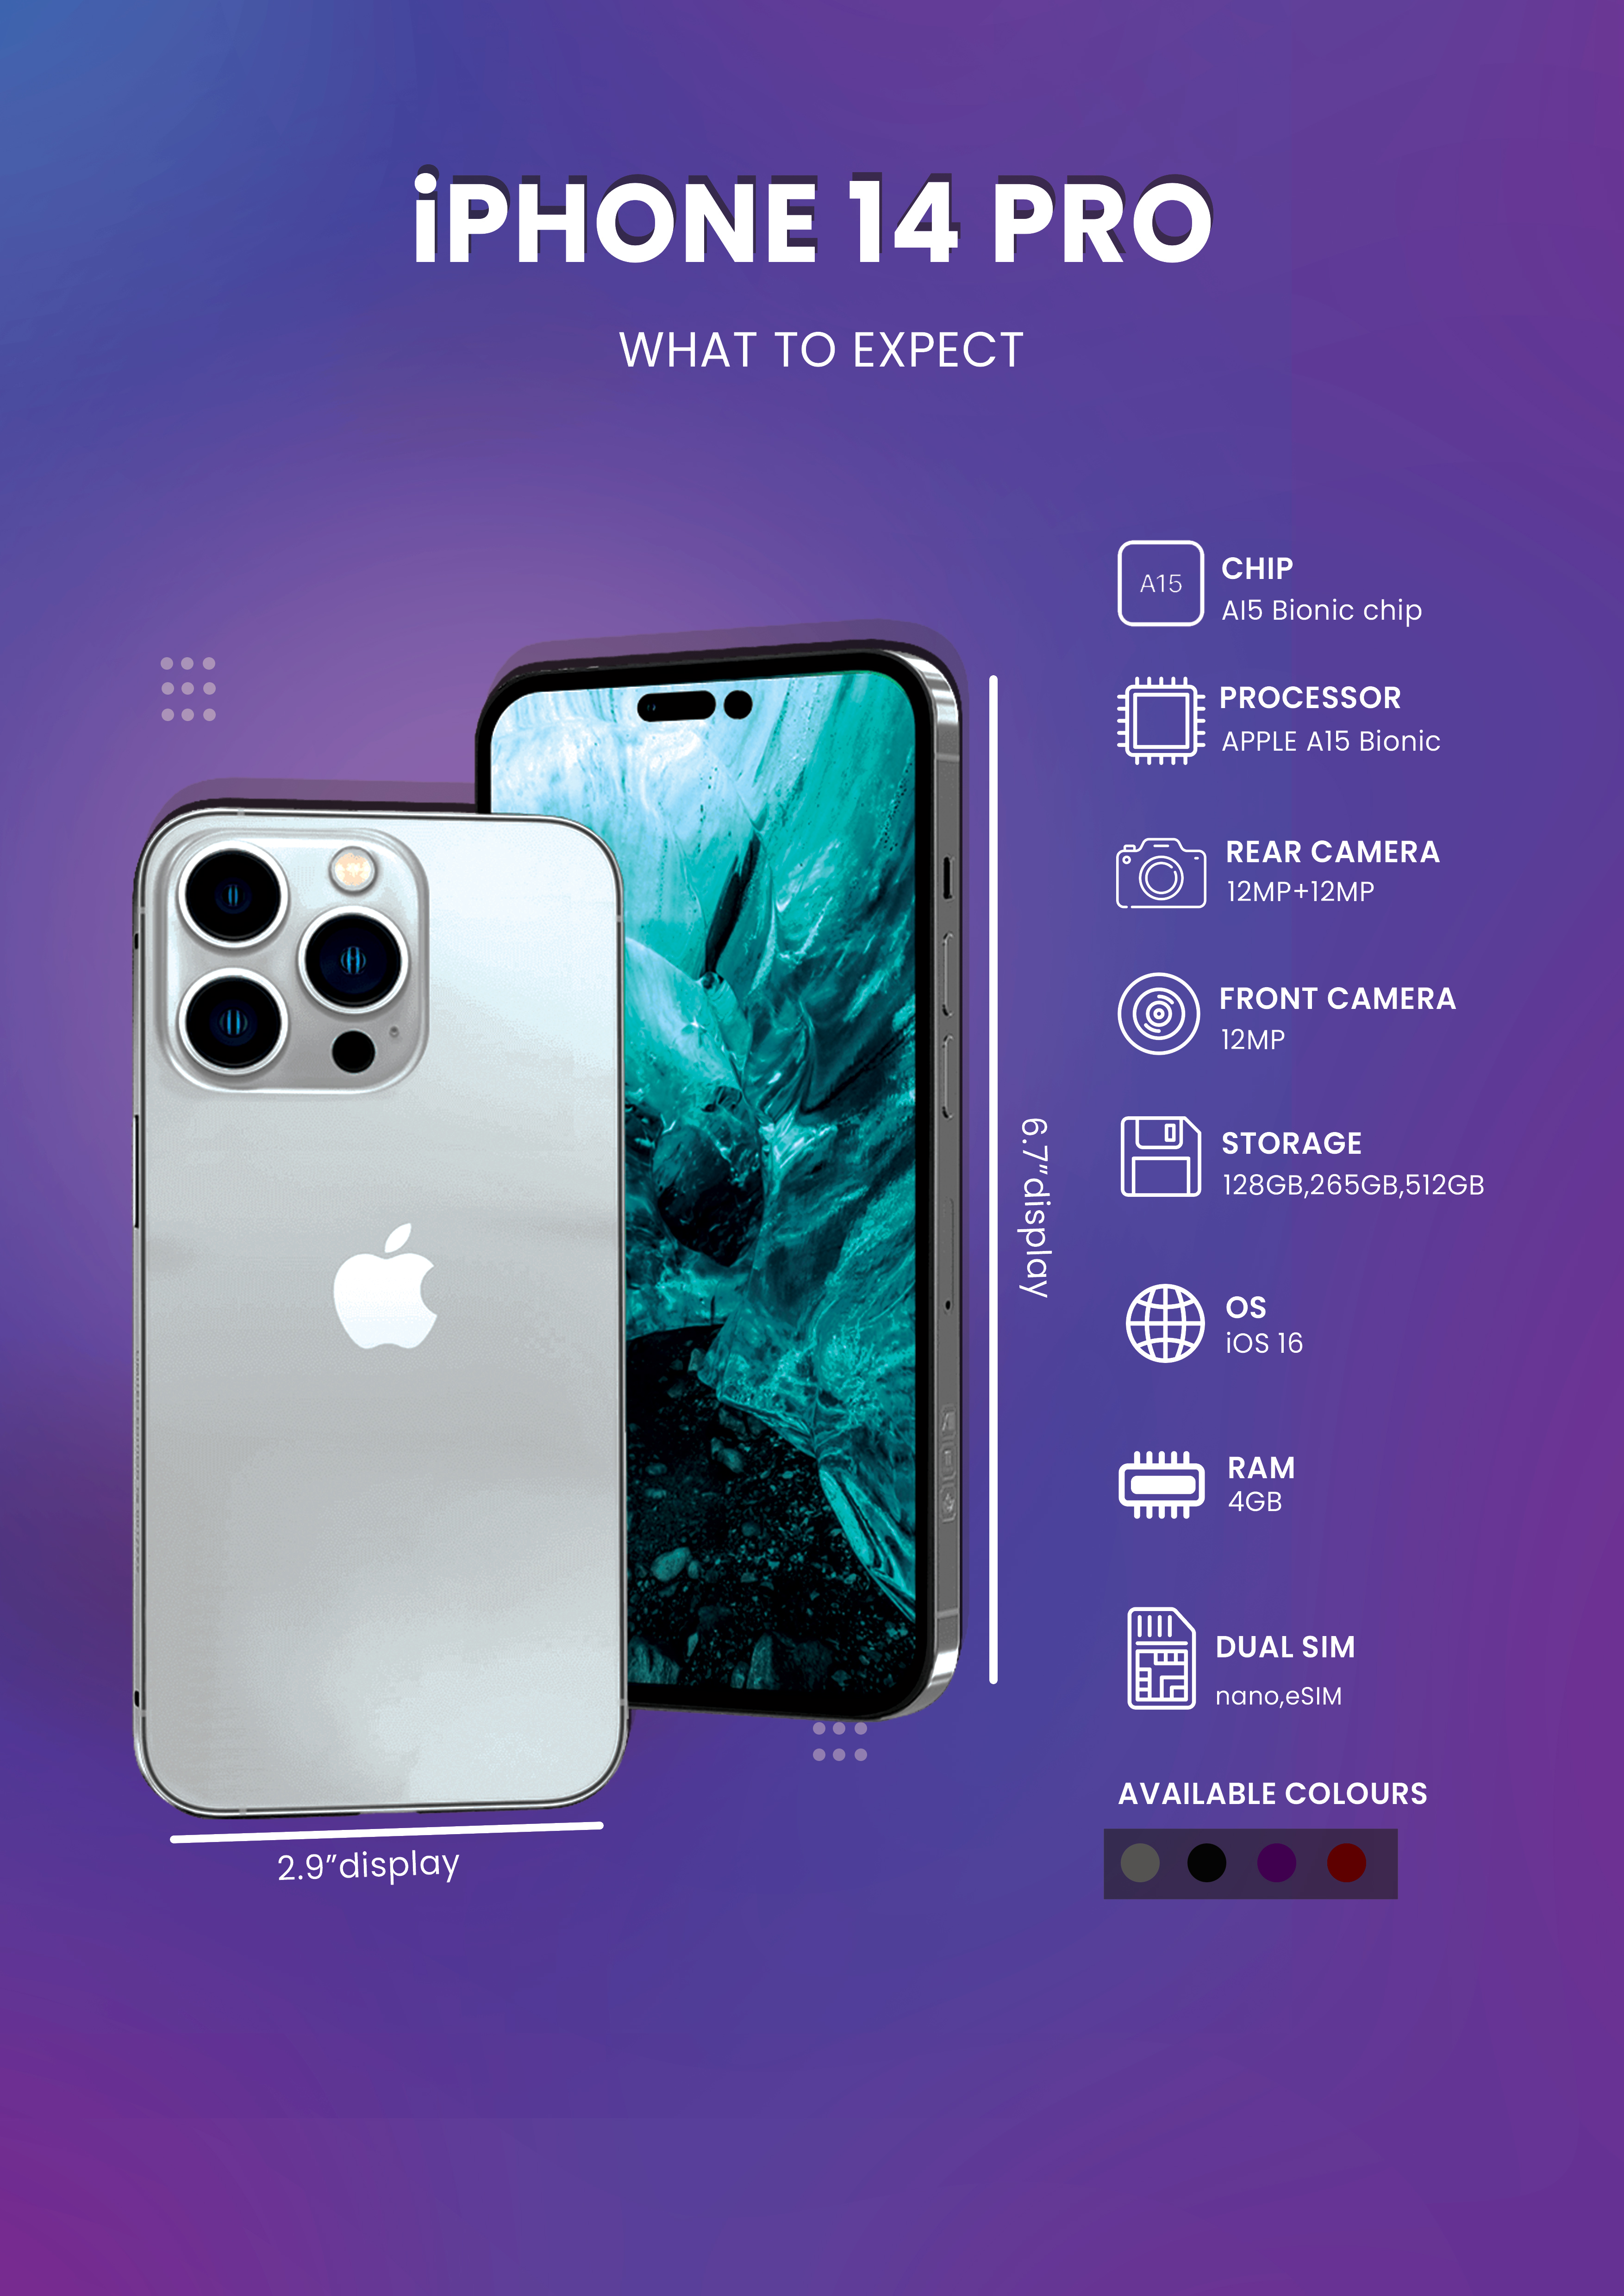 iPHONE 14 PRO
WHAT TO EXPECT
A15
CHIP
AI5 Bionic chip
PROCESSOR
APPLE A15 Bionic
REAR CAMERA
12MP+12MP
FRONT CAMERA
12MP
STORAGE
128GB,265GB,512GB
OS
iOS 16
RAM
4GB
DUAL SIM
nano,eSIM
AVAILABLE COLOURS
6.7”display
2.9”display